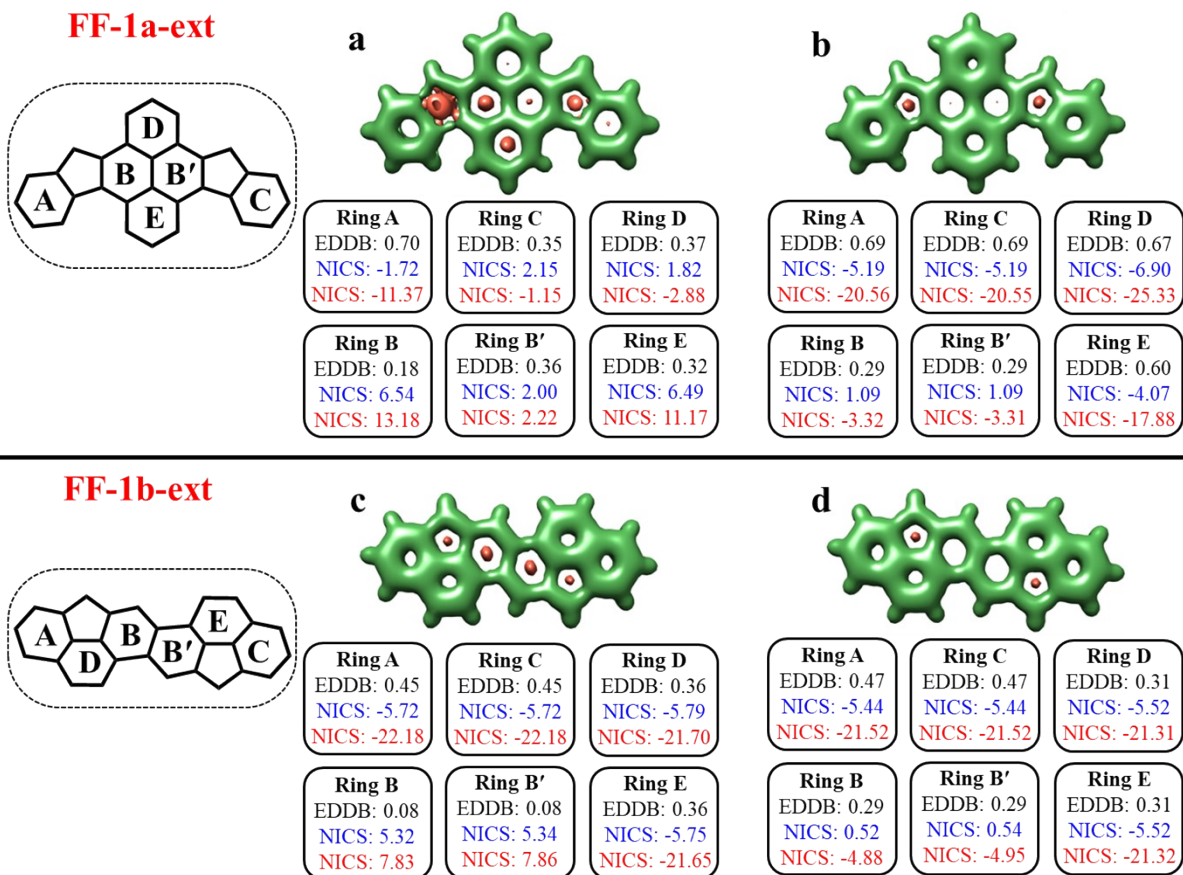 FF-1a-ext
D
B B′
A C
E
a
b
Ring A
EDDB: 0.70
NICS: -1.72
NICS: -11.37
Ring C
EDDB: 0.35
NICS: 2.15
NICS: -1.15
Ring D
EDDB: 0.37
NICS: 1.82
NICS: -2.88
Ring B
EDDB: 0.18
NICS: 6.54
NICS: 13.18
Ring B′
EDDB: 0.36
NICS: 2.00
NICS: 2.22
Ring E
EDDB: 0.32
NICS: 6.49
NICS: 11.17
Ring A
EDDB: 0.69
NICS: -5.19
NICS: -20.56
Ring C
EDDB: 0.69
NICS: -5.19
NICS: -20.55
Ring D
EDDB: 0.67
NICS: -6.90
NICS: -25.33
Ring B
EDDB: 0.29
NICS: 1.09
NICS: -3.32
Ring B′
EDDB: 0.29
NICS: 1.09
NICS: -3.31
Ring E
EDDB: 0.60
NICS: -4.07
NICS: -17.88
FF-1b-ext
E
A B C
D B′
c
d
Ring A
EDDB: 0.45
NICS: -5.72
NICS: -22.18
Ring C
EDDB: 0.45
NICS: -5.72
NICS: -22.18
Ring D
EDDB: 0.36
NICS: -5.79
NICS: -21.70
Ring B
EDDB: 0.08
NICS: 5.32
NICS: 7.83
Ring B′
EDDB: 0.08
NICS: 5.34
NICS: 7.86
Ring E
EDDB: 0.36
NICS: -5.75
NICS: -21.65
Ring A
EDDB: 0.47
NICS: -5.44
NICS: -21.52
Ring C
EDDB: 0.47
NICS: -5.44
NICS: -21.52
Ring D
EDDB: 0.31
NICS: -5.52
NICS: -21.31
Ring B
EDDB: 0.29
NICS: 0.52
NICS: -4.88
Ring B′
EDDB: 0.29
NICS: 0.54
NICS: -4.95
Ring E
EDDB: 0.31
NICS: -5.52
NICS: -21.32